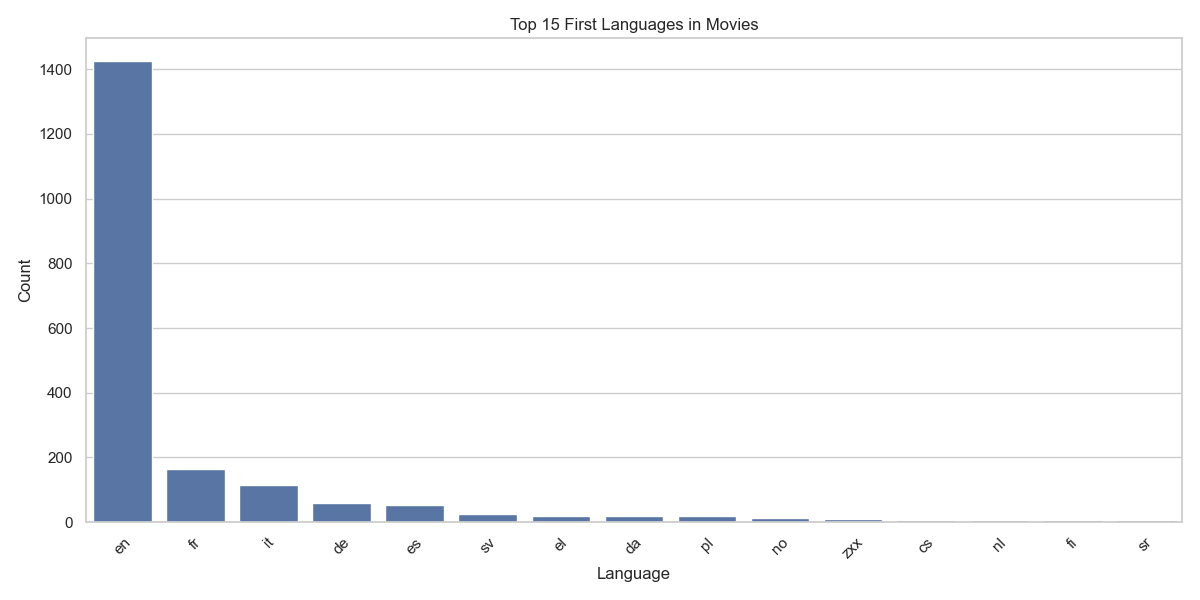 Top 15 First Languages in Movies
1400
1200
1000
800
600
400
200
0
Count
en fr it de es sv el da pl no zxx cs nl fi sr
Language